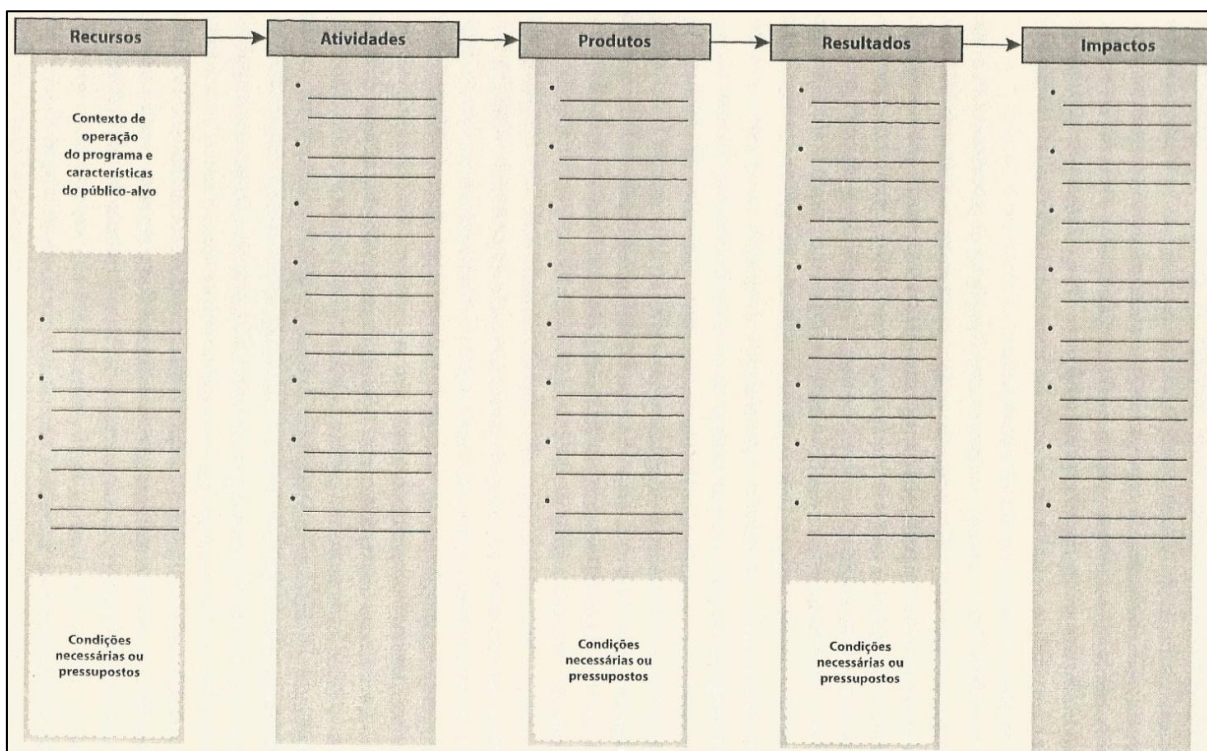 Recursos
Atividades
Produtos
Resultados
Impactos
Contexto de
operação
do programa e
características
do público-alvo
Condições
necessárias ou
pressupostos
Condições
necessárias ou
pressupostos
Condições
necessárias ou
pressupostos